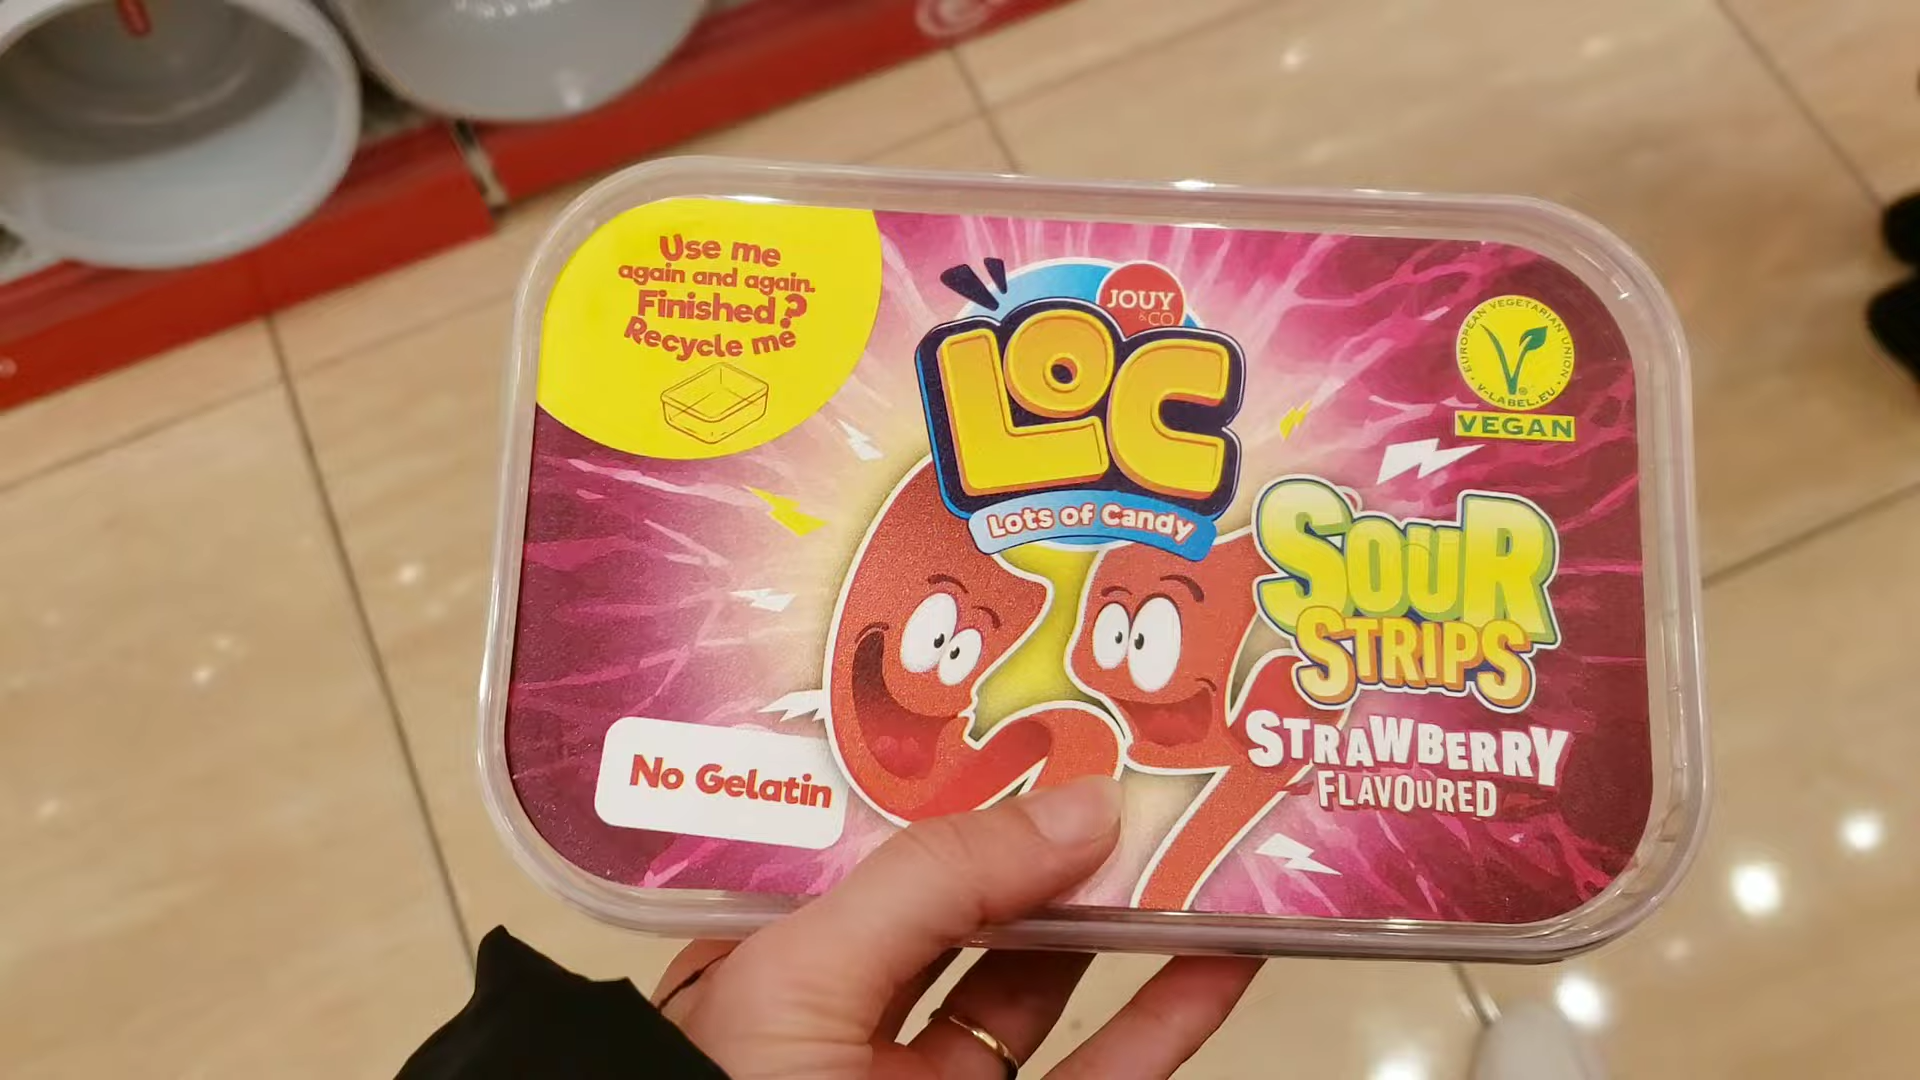 Use me
again and again.
Finished?
Recycle me
JOUY
&CO
LOC
Lots of Candy
EUROPEAN VEGETARIAN UNION
V-LABEL.EU
VEGAN
SOUR
STRIPS
STRAWBERRY
FLAVOURED
No Gelatin